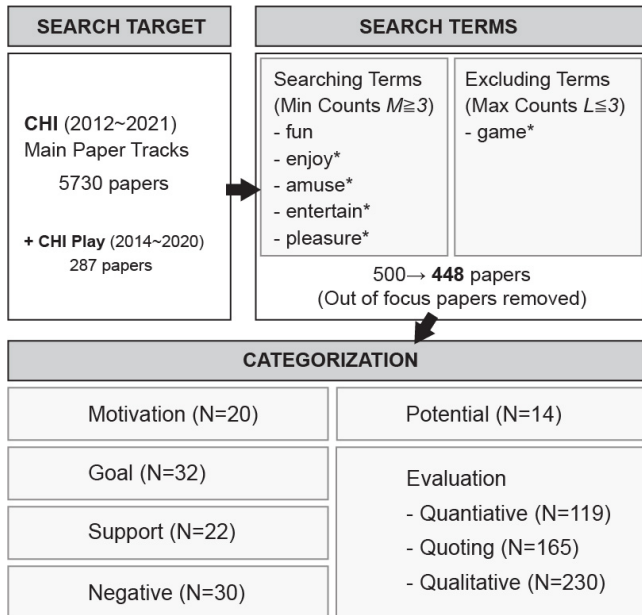 SEARCH TARGET
CHI (2012~2021)
Main Paper Tracks
5730 papers
+ CHI Play (2014~2020)
287 papers
SEARCH TERMS
Searching Terms
(Min Counts M≧3)
- fun
- enjoy*
- amuse*
- entertain*
- pleasure*
Excluding Terms
(Max Counts L≦3)
- game*
500→ 448 papers
(Out of focus papers removed)
CATEGORIZATION
Motivation (N=20)
Goal (N=32)
Support (N=22)
Negative (N=30)
Potential (N=14)
Evaluation
- Quantiative (N=119)
- Quoting (N=165)
- Qualitative (N=230)